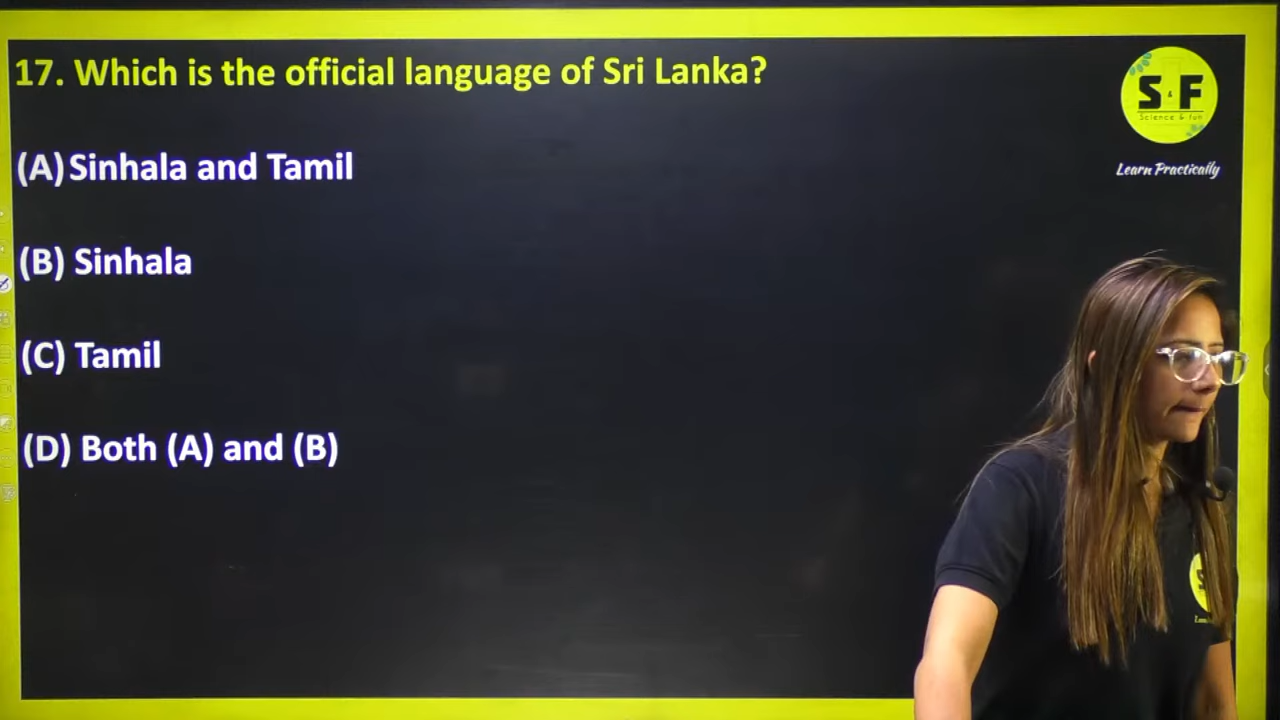 17. Which is the official language of Sri Lanka?
(A) Sinhala and Tamil
(B) Sinhala
(C) Tamil
(D) Both (A) and (B)
S & F
Science & fun
Learn Practically